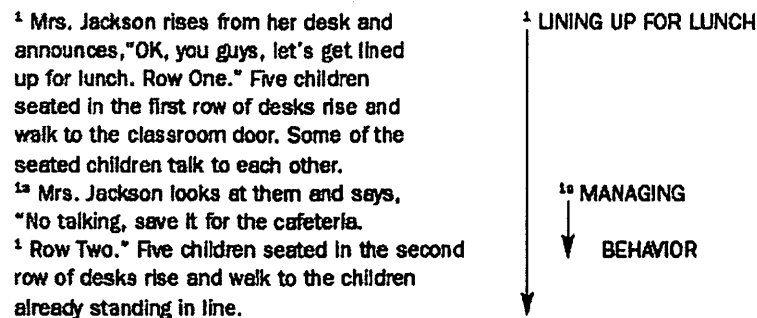 ¹ Mrs. Jackson rises from her desk and
announces,"OK, you guys, let's get lined
up for lunch. Row One." Five children
seated in the first row of desks rise and
walk to the classroom door. Some of the
seated children talk to each other.
¹ᵃ Mrs. Jackson looks at them and says,
"No talking, save it for the cafeteria.
¹ Row Two." Five children seated in the second
row of desks rise and walk to the children
already standing in line.
¹ LINING UP FOR LUNCH
¹ᵃ MANAGING
BEHAVIOR